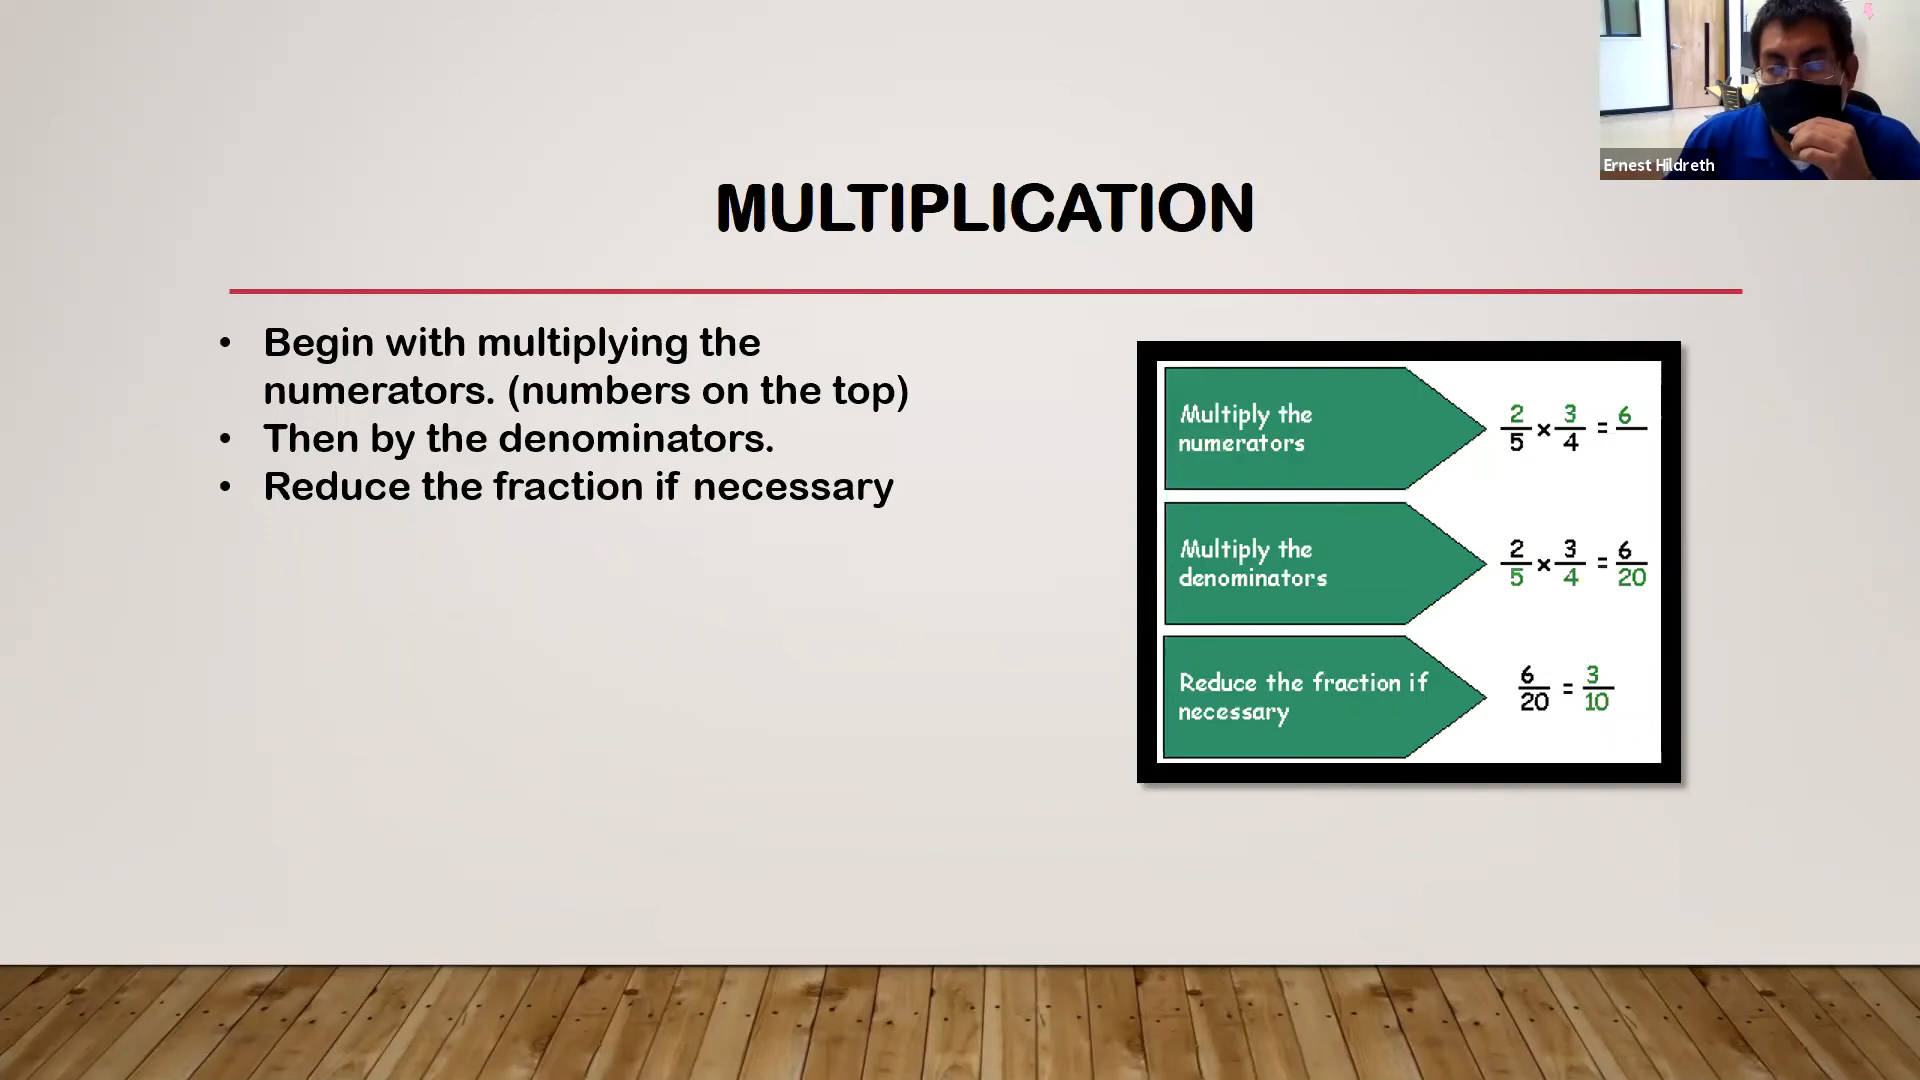 Ernest Hildreth
MULTIPLICATION
• Begin with multiplying the
numerators. (numbers on the top)
• Then by the denominators.
• Reduce the fraction if necessary
Multiply the
numerators
2/5 × 3/4 = 6/
Multiply the
denominators
2/5 × 3/4 = 6/20
Reduce the fraction if
necessary
6/20 = 3/10